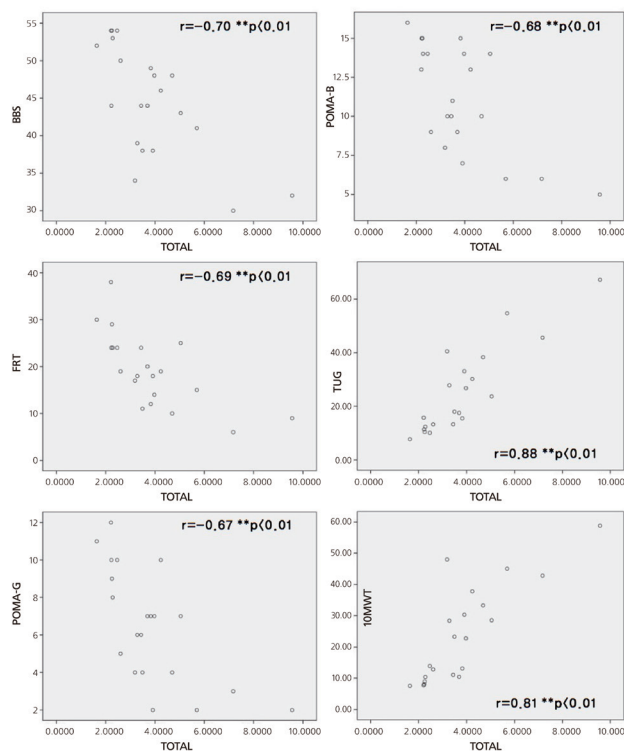 r=−0.70 **p<0.01
55
50
45
40
35
30
BBS
0.0000 2.0000 4.0000 6.0000 8.0000 10.0000
TOTAL
r=−0.68 **p<0.01
15
12.5
10
7.5
5
POMA-B
0.0000 2.0000 4.0000 6.0000 8.0000 10.0000
TOTAL
r=−0.69 **p<0.01
40
30
20
10
0
FRT
0.0000 2.0000 4.0000 6.0000 8.0000 10.0000
TOTAL
60.00
40.00
20.00
0.00
TUG
r=0.88 **p<0.01
0.0000 2.0000 4.0000 6.0000 8.0000 10.0000
TOTAL
r=−0.67 **p<0.01
12
10
8
6
4
2
POMA-G
0.0000 2.0000 4.0000 6.0000 8.0000 10.0000
TOTAL
60.00
50.00
40.00
30.00
20.00
10.00
0.00
10MWT
r=0.81 **p<0.01
0.0000 2.0000 4.0000 6.0000 8.0000 10.0000
TOTAL